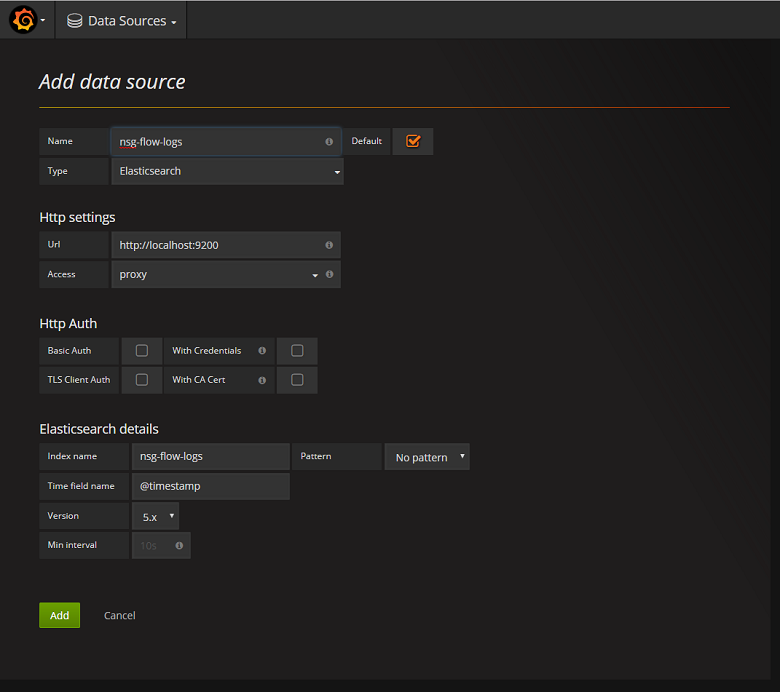 Data Sources
Add data source
Name nsg-flow-logs Default
Type Elasticsearch
Http settings
Url http://localhost:9200
Access proxy
Http Auth
Basic Auth With Credentials
TLS Client Auth With CA Cert
Elasticsearch details
Index name nsg-flow-logs Pattern No pattern
Time field name @timestamp
Version 5.x
Min interval 10s
Add Cancel